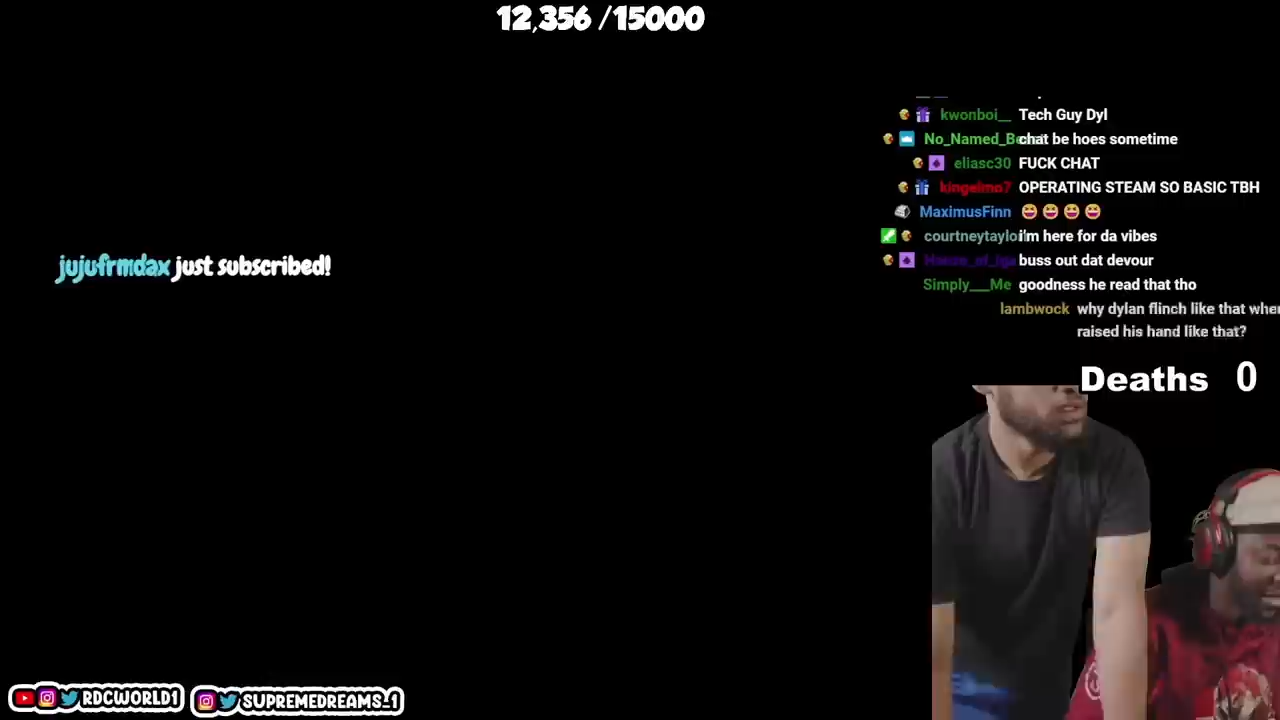 12,356 /15000
kwonboi__ Tech Guy Dyl
chat be hoes sometime
eliasc30 FUCK CHAT
kingelmo7 OPERATING STEAM SO BASIC TBH
MaximusFinn
i'm here for da vibes
buss out dat devour
Simply___Me goodness he read that tho
lambwock why dylan flinch like that
raised his hand like that?
jujufrmdax just subscribed!
Deaths 0
RDCWORLD1 SUPREMEDREAMS_1